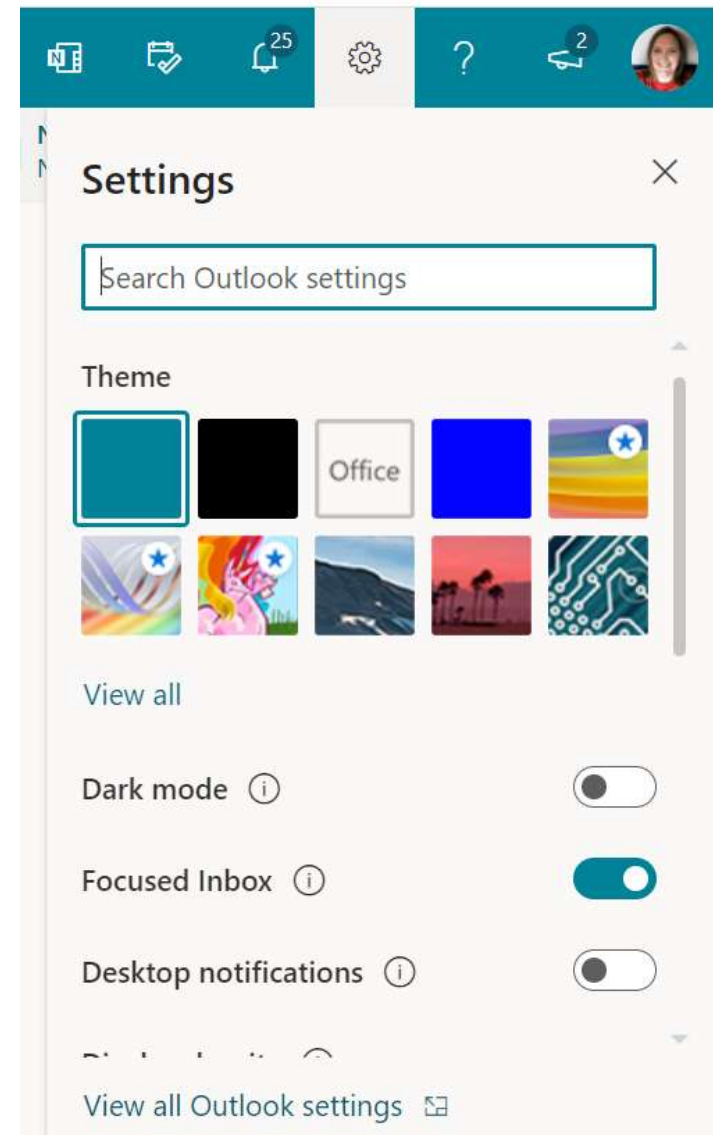 N
25
?
2
N
N
Settings
Search Outlook settings
Theme
Office
View all
Dark mode
Focused Inbox
Desktop notifications
View all Outlook settings